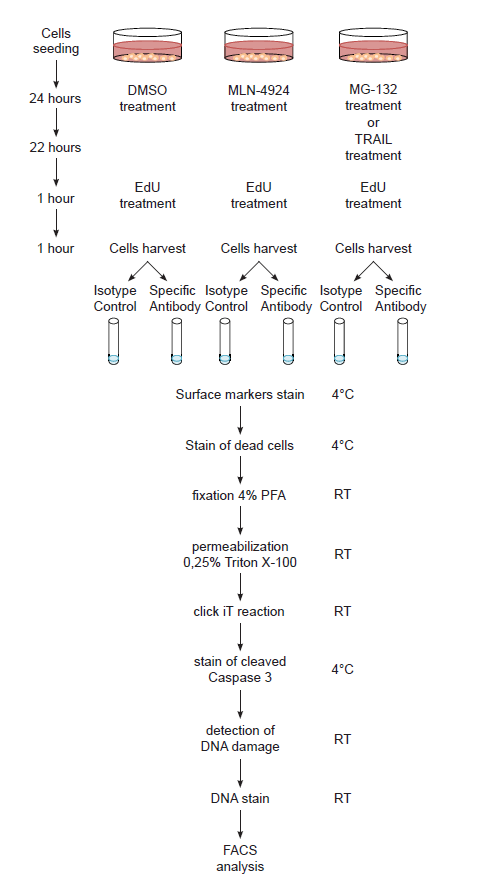 Cells
seeding
24 hours
22 hours
1 hour
1 hour
DMSO
treatment
MLN-4924
treatment
MG-132
treatment
or
TRAIL
treatment
EdU
treatment
EdU
treatment
EdU
treatment
Cells harvest
Cells harvest
Cells harvest
Isotype
Control
Specific
Antibody
Isotype
Control
Specific
Antibody
Isotype
Control
Specific
Antibody
Surface markers stain 4°C
Stain of dead cells 4°C
fixation 4% PFA RT
permeabilization
0,25% Triton X-100 RT
click iT reaction RT
stain of cleaved
Caspase 3 4°C
detection of
DNA damage RT
DNA stain RT
FACS
analysis